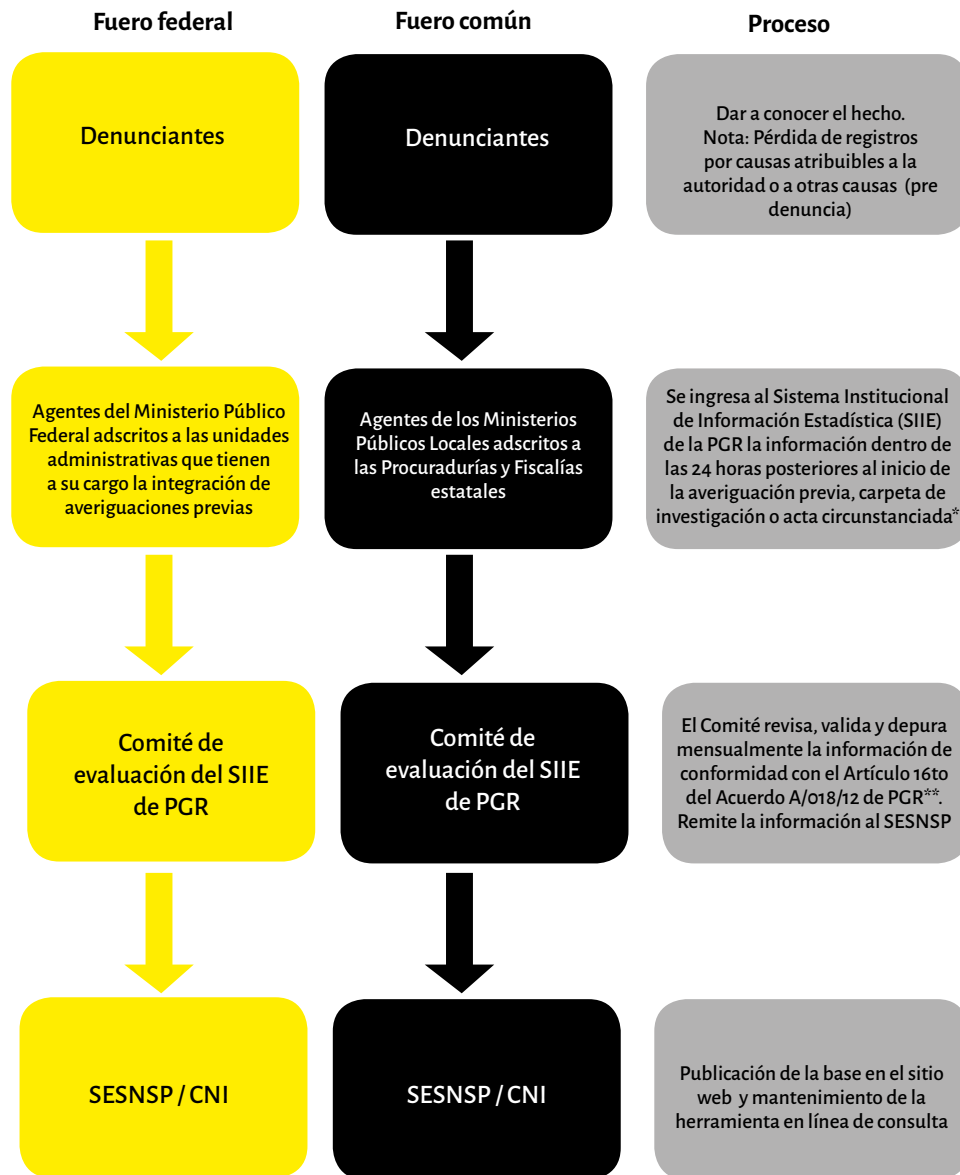 Fuero federal
Fuero común
Proceso
Denunciantes
Denunciantes
Dar a conocer el hecho.
Nota: Pérdida de registros
por causas atribuibles a la
autoridad o a otras causas (pre
denuncia)
Agentes del Ministerio Público
Federal adscritos a las unidades
administrativas que tienen
a su cargo la integración de
averiguaciones previas
Agentes de los Ministerios
Públicos Locales adscritos a
las Procuradurías y Fiscalías
estatales
Se ingresa al Sistema Institucional
de Información Estadística (SIIE)
de la PGR la información dentro de
las 24 horas posteriores al inicio de
la averiguación previa, carpeta de
investigación o acta circunstanciada*
Comité de
evaluación del SIIE
de PGR
Comité de
evaluación del SIIE
de PGR
El Comité revisa, valida y depura
mensualmente la información de
conformidad con el Artículo 16to
del Acuerdo A/018/12 de PGR**.
Remite la información al SESNSP
SESNSP / CNI
SESNSP / CNI
Publicación de la base en el sitio
web y mantenimiento de la
herramienta en línea de consulta